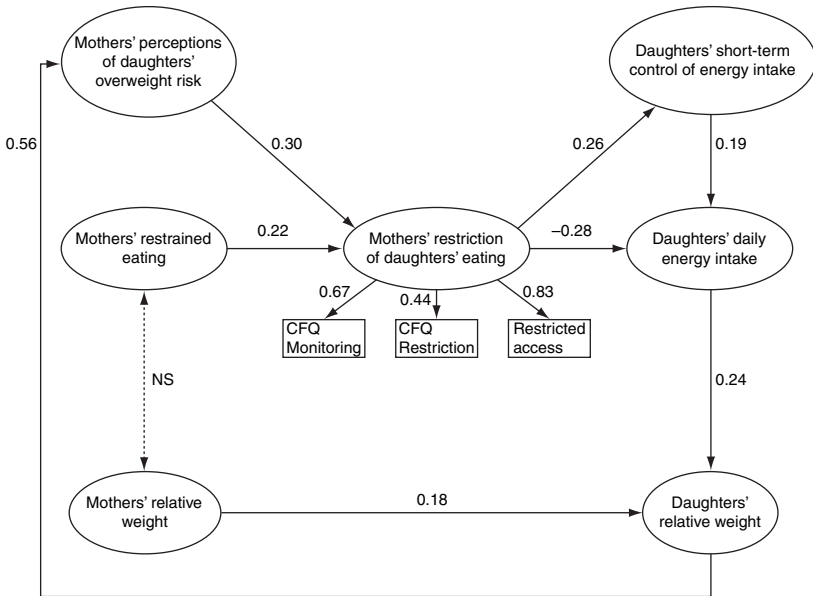 Mothers’ perceptions
of daughters’
overweight risk
Daughters’ short-term
control of energy intake
0.56
0.30
0.26
0.19
Mothers’ restrained
eating
0.22
Mothers’ restriction
of daughters’ eating
–0.28
Daughters’ daily
energy intake
0.67
0.44
0.83
CFQ
Monitoring
CFQ
Restriction
Restricted
access
NS
0.24
Mothers’ relative
weight
0.18
Daughters’
relative weight